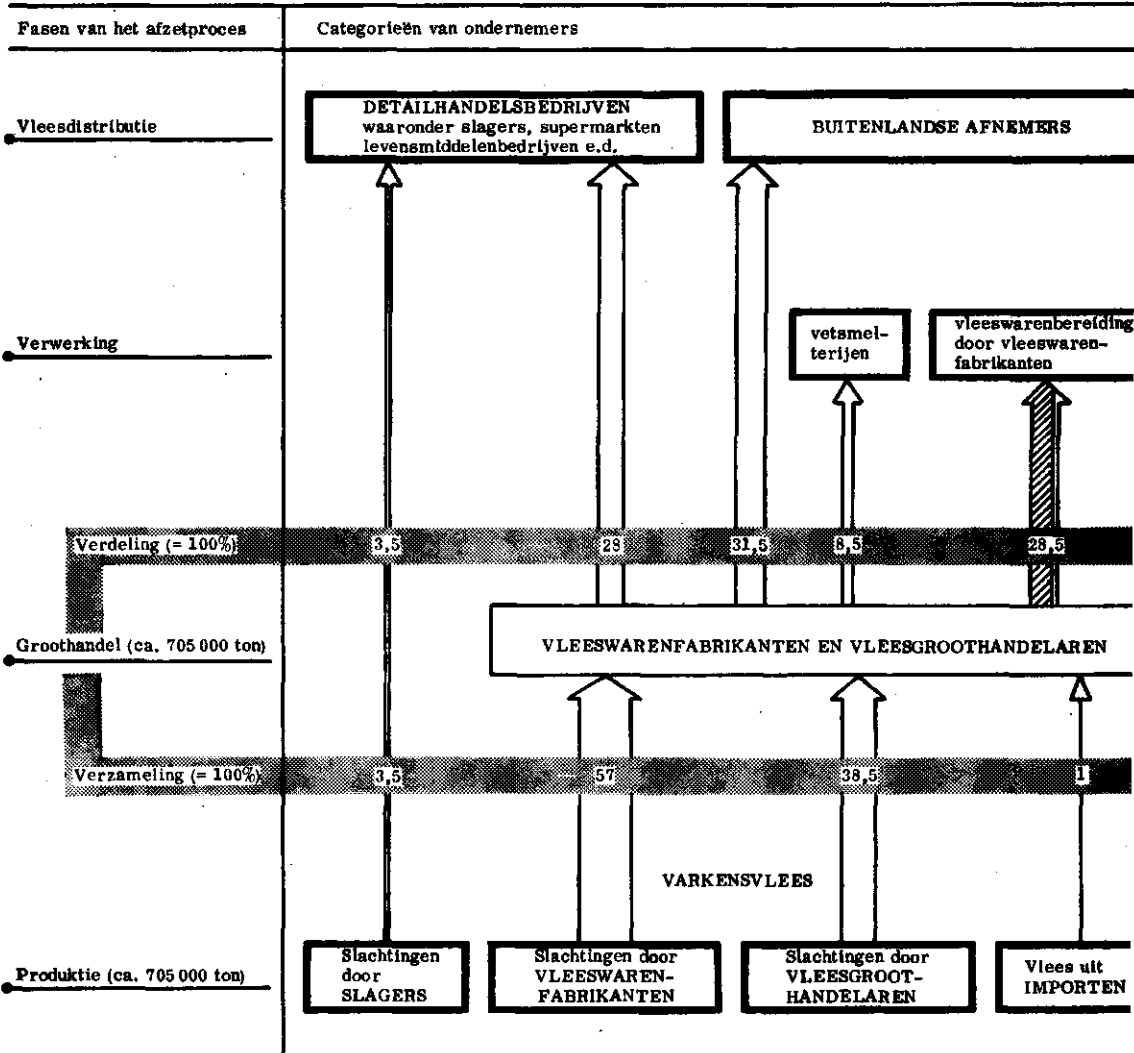 Fasen van het afzetproces
Categorieën van ondernemers
Vleesdistributie
DETAILHANDELSBEDRIJVEN
waaronder slagers, supermarkten
levensmiddelenbedrijven e.d.
BUITENLANDSE AFNEMERS
Verwerking
vetsmel-
terijen
vleeswarenbereiding
door vleeswaren-
fabrikanten
Verdeling (= 100%)
3,5
28
31,5
8,5
28,5
Groothandel (ca. 705 000 ton)
VLEESWARENFABRIKANTEN EN VLEESGROOTHANDELAREN
Verzameling (= 100%)
3,5
57
38,5
1
VARKENSVLEES
Produktie (ca. 705 000 ton)
Slachtingen
door
SLAGERS
Slachtingen door
VLEESWAREN-
FABRIKANTEN
Slachtingen door
VLEESGROOT-
HANDELAREN
Vlees uit
IMPORTEN